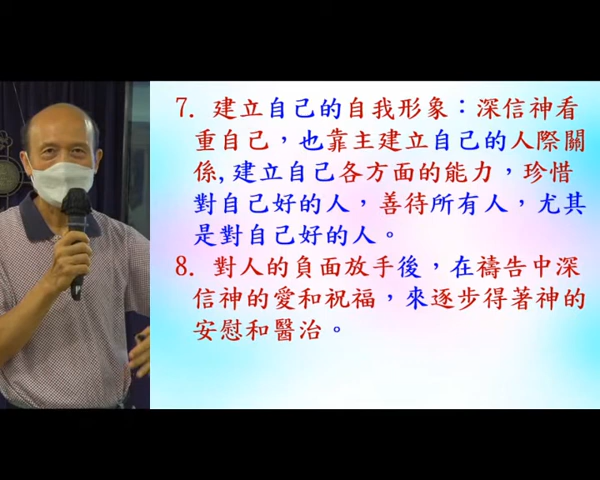 7. 建立自己的自我形象：深信神看
重自己，也靠主建立自己的人際關
係,建立自己各方面的能力，珍惜
對自己好的人，善待所有人，尤其
是對自己好的人。
8. 對人的負面放手後，在禱告中深
信神的愛和祝福，來逐步得著神的
安慰和醫治。